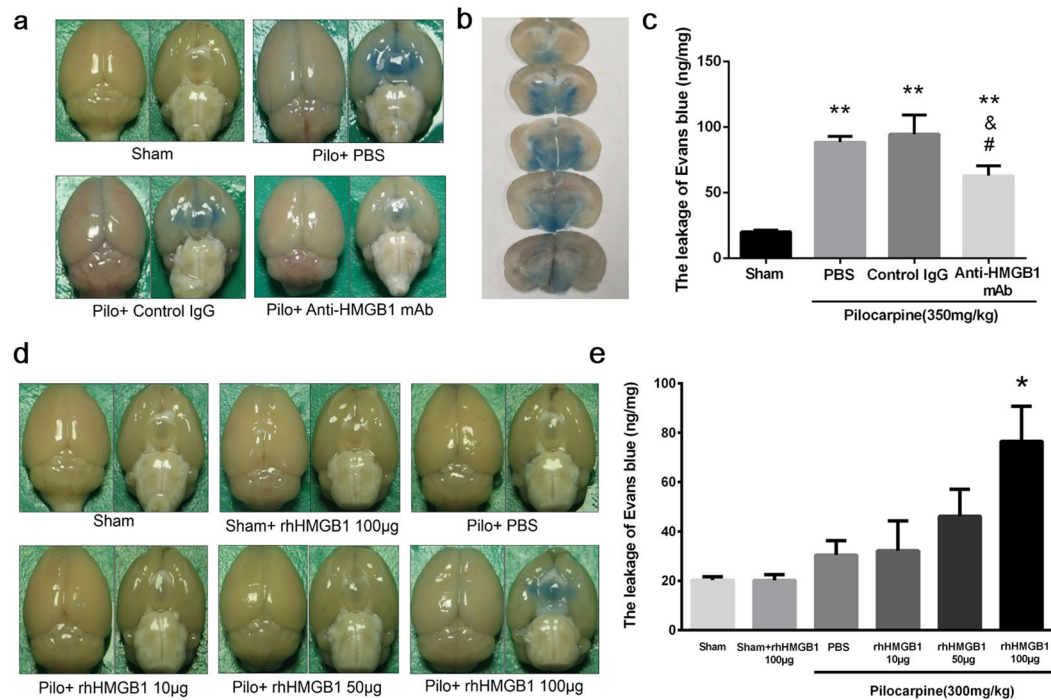 a
Sham
Pilo+ PBS
Pilo+ Control IgG
Pilo+ Anti-HMGB1 mAb
b
c
The leakage of Evans blue (ng/mg)
150
100
50
0
**
**
**
&
#
Sham
PBS
Control IgG
Anti-HMGB1
mAb
Pilocarpine(350mg/kg)
d
Sham
Sham+ rhHMGB1 100μg
Pilo+ PBS
Pilo+ rhHMGB1 10μg
Pilo+ rhHMGB1 50μg
Pilo+ rhHMGB1 100μg
e
The leakage of Evans blue (ng/mg)
100
80
60
40
20
0
*
Sham
Sham+rhHMGB1
100μg
PBS
rhHMGB1
10μg
rhHMGB1
50μg
rhHMGB1
100μg
Pilocarpine(300mg/kg)